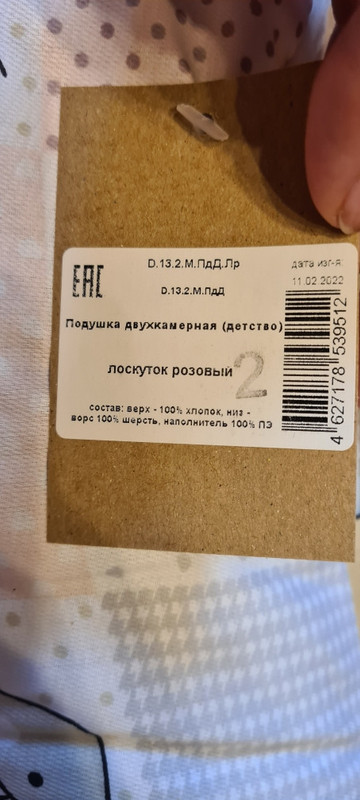 EAC
D.13.2.М.ПдД.Лр
дата изг-я:
11.02.2022
D.13.2.М.ПдД
Подушка двухкамерная (детство)
лоскуток розовый
2
состав: верх - 100% хлопок, низ -
ворс 100% шерсть, наполнитель 100% ПЭ
4 627178 539512